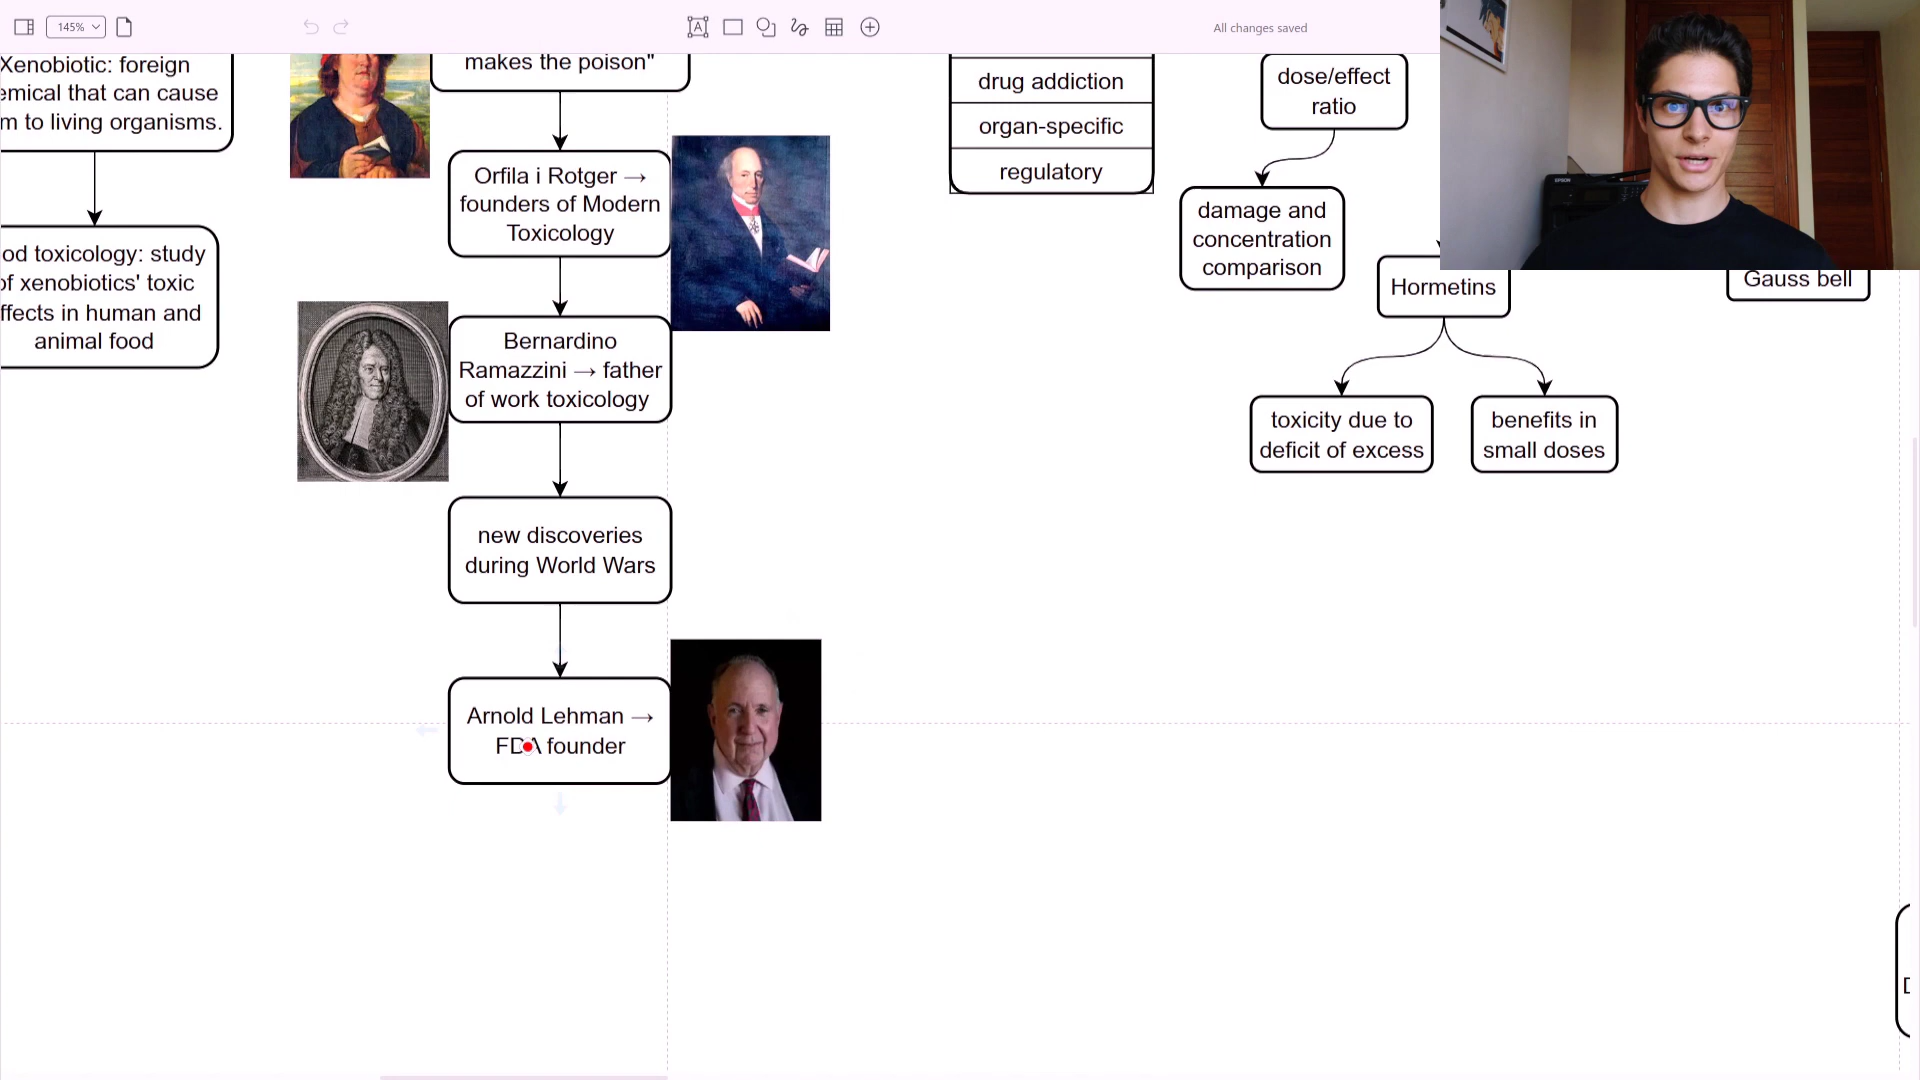 145%
All changes saved
Xenobiotic: foreign
emical that can cause
m to living organisms.
od toxicology: study
of xenobiotics' toxic
ffects in human and
animal food
makes the poison"
Orfila i Rotger →
founders of Modern
Toxicology
Bernardino
Ramazzini → father
of work toxicology
new discoveries
during World Wars
Arnold Lehman →
FDA founder
drug addiction
organ-specific
regulatory
dose/effect
ratio
damage and
concentration
comparison
Hormetins
toxicity due to
deficit of excess
benefits in
small doses
Gauss bell
EPSON